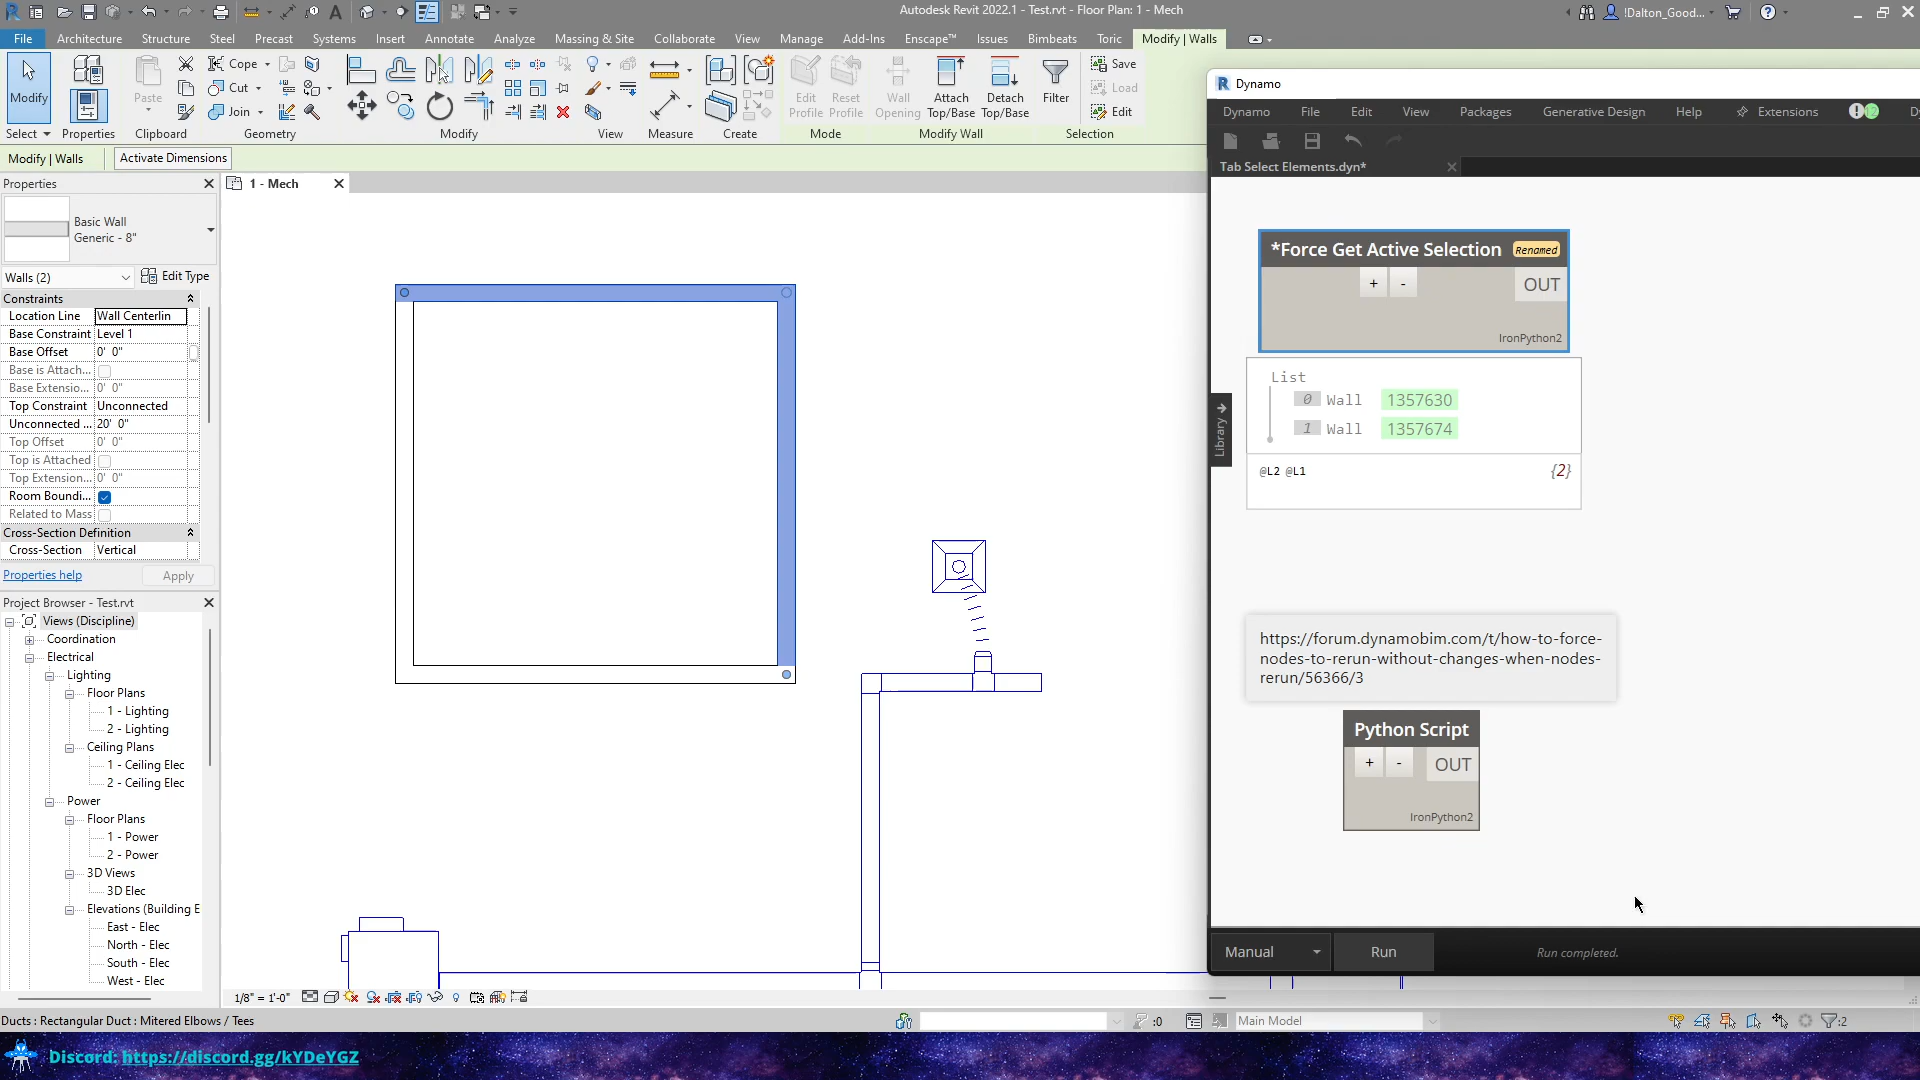 Autodesk Revit 2022.1 - Test.rvt - Floor Plan: 1 - Mech
!Dalton_Good...
File Architecture Structure Steel Precast Systems Insert Annotate Analyze Massing & Site Collaborate View Manage Add-Ins Enscape™ Issues Bimbeats Toric Modify | Walls
Modify
Paste
Cope
Cut
Join
Edit Profile
Reset Profile
Wall Opening
Attach Top/Base
Detach Top/Base
Filter
Save
Load
Edit
Select Properties Clipboard Geometry Modify View Measure Create Mode Modify Wall Selection
Modify | Walls
Activate Dimensions
Properties
Basic Wall
Generic - 8"
Walls (2)
Edit Type
Constraints
Location Line Wall Centerlin
Base Constraint Level 1
Base Offset 0' 0"
Base is Attach...
Base Extensio... 0' 0"
Top Constraint Unconnected
Unconnected ... 20' 0"
Top Offset 0' 0"
Top is Attached
Top Extension... 0' 0"
Room Boundi...
Related to Mass
Cross-Section Definition
Cross-Section Vertical
Properties help
Apply
Project Browser - Test.rvt
Views (Discipline)
Coordination
Electrical
Lighting
Floor Plans
1 - Lighting
2 - Lighting
Ceiling Plans
1 - Ceiling Elec
2 - Ceiling Elec
Power
Floor Plans
1 - Power
2 - Power
3D Views
3D Elec
Elevations (Building E
East - Elec
North - Elec
South - Elec
West - Elec
1 - Mech
1/8" = 1'-0"
Dynamo
Dynamo File Edit View Packages Generative Design Help Extensions Dy
Tab Select Elements.dyn*
*Force Get Active Selection Renamed
+ - OUT
IronPython2
List
0 Wall 1357630
1 Wall 1357674
@L2 @L1 {2}
Library
https://forum.dynamobim.com/t/how-to-force-
nodes-to-rerun-without-changes-when-nodes-
rerun/56366/3
Python Script
+ - OUT
IronPython2
Manual Run Run completed.
Ducts : Rectangular Duct : Mitered Elbows / Tees
:0
Main Model
:2
Discord: https://discord.gg/kYDeYGZ